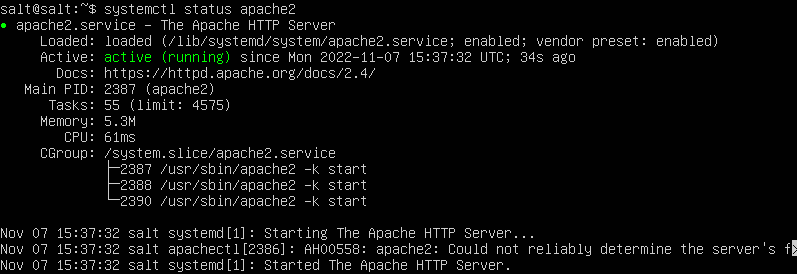 salt@salt:~$ systemctl status apache2
● apache2.service - The Apache HTTP Server
Loaded: loaded (/lib/systemd/system/apache2.service; enabled; vendor preset: enabled)
Active: active (running) since Mon 2022-11-07 15:37:32 UTC; 34s ago
Docs: https://httpd.apache.org/docs/2.4/
Main PID: 2387 (apache2)
Tasks: 55 (limit: 4575)
Memory: 5.3M
CPU: 61ms
CGroup: /system.slice/apache2.service
├─2387 /usr/sbin/apache2 -k start
├─2388 /usr/sbin/apache2 -k start
└─2390 /usr/sbin/apache2 -k start
Nov 07 15:37:32 salt systemd[1]: Starting The Apache HTTP Server...
Nov 07 15:37:32 salt apachectl[2386]: AH00558: apache2: Could not reliably determine the server's f>
Nov 07 15:37:32 salt systemd[1]: Started The Apache HTTP Server.